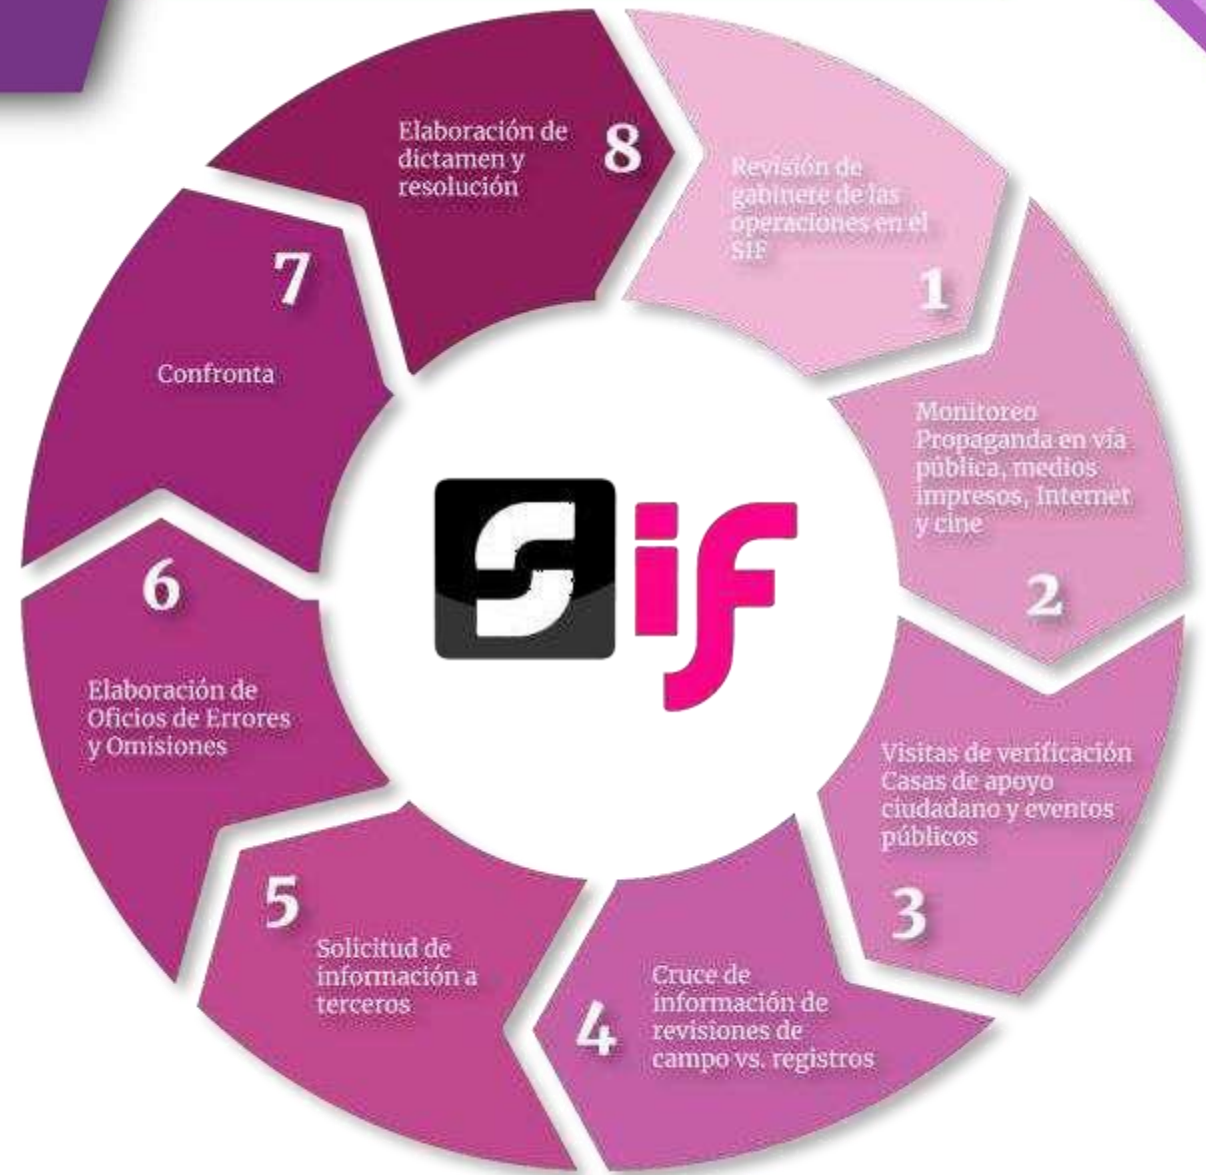 Revisión de
gabinere de las
operaciones en el
SIF
1
Monitoreo
Propaganda en vía
pública, medios
impresos, Internet
y cine
2
Visitas de verificación
Casas de apoyo
ciudadano y eventos
públicos
3
Cruce de
información de
revisiones de
campo vs. registros
4
5
Solicitud de
información a
terceros
6
Elaboración de
Oficios de Errores
y Omisiones
7
Confronta
Elaboración de
dictamen y
resolución
8
Sif